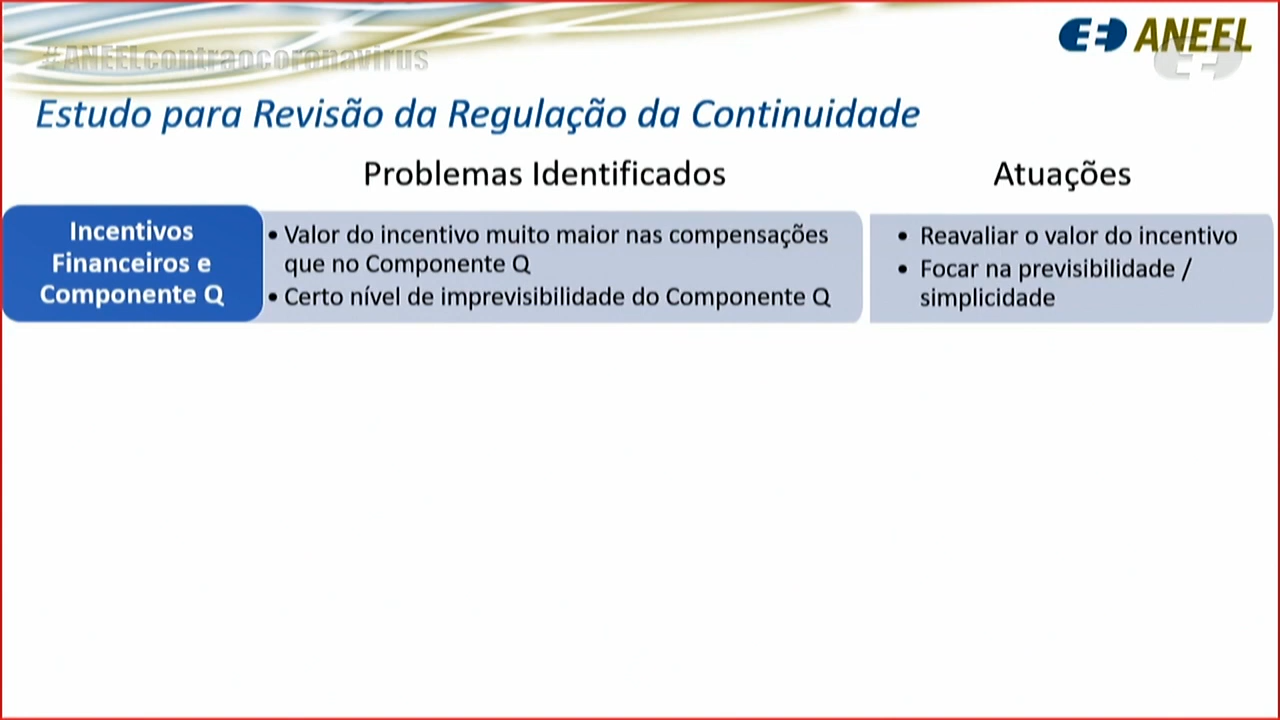 #ANEELcontraocoronavirus
ANEEL
Estudo para Revisão da Regulação da Continuidade
Problemas Identificados
Atuações
Incentivos
Financeiros e
Componente Q
• Valor do incentivo muito maior nas compensações
que no Componente Q
• Certo nível de imprevisibilidade do Componente Q
• Reavaliar o valor do incentivo
• Focar na previsibilidade /
simplicidade